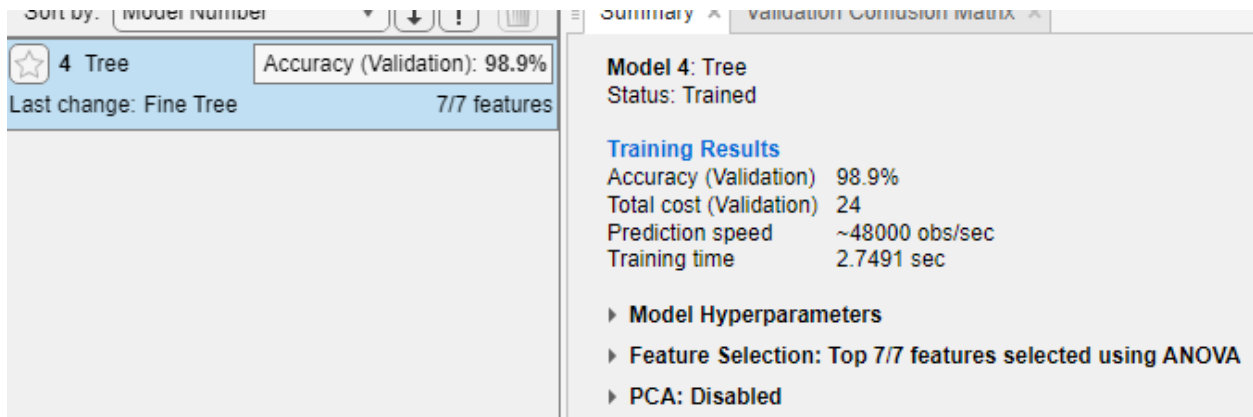 Sort by: Model Number
Summary × Validation Confusion Matrix ×
4 Tree Accuracy (Validation): 98.9%
Last change: Fine Tree 7/7 features
Model 4: Tree
Status: Trained
Training Results
Accuracy (Validation) 98.9%
Total cost (Validation) 24
Prediction speed ~48000 obs/sec
Training time 2.7491 sec
Model Hyperparameters
Feature Selection: Top 7/7 features selected using ANOVA
PCA: Disabled